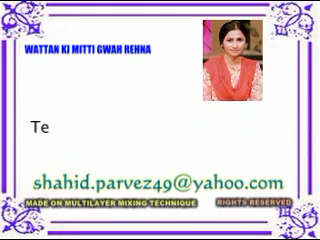 WATTAN KI MITTI GWAH REHNA
Te
shahid.parvez49@yahoo.com
MADE ON MULTILAYER MIXING TECHNIQUE RIGHTS RESERVED